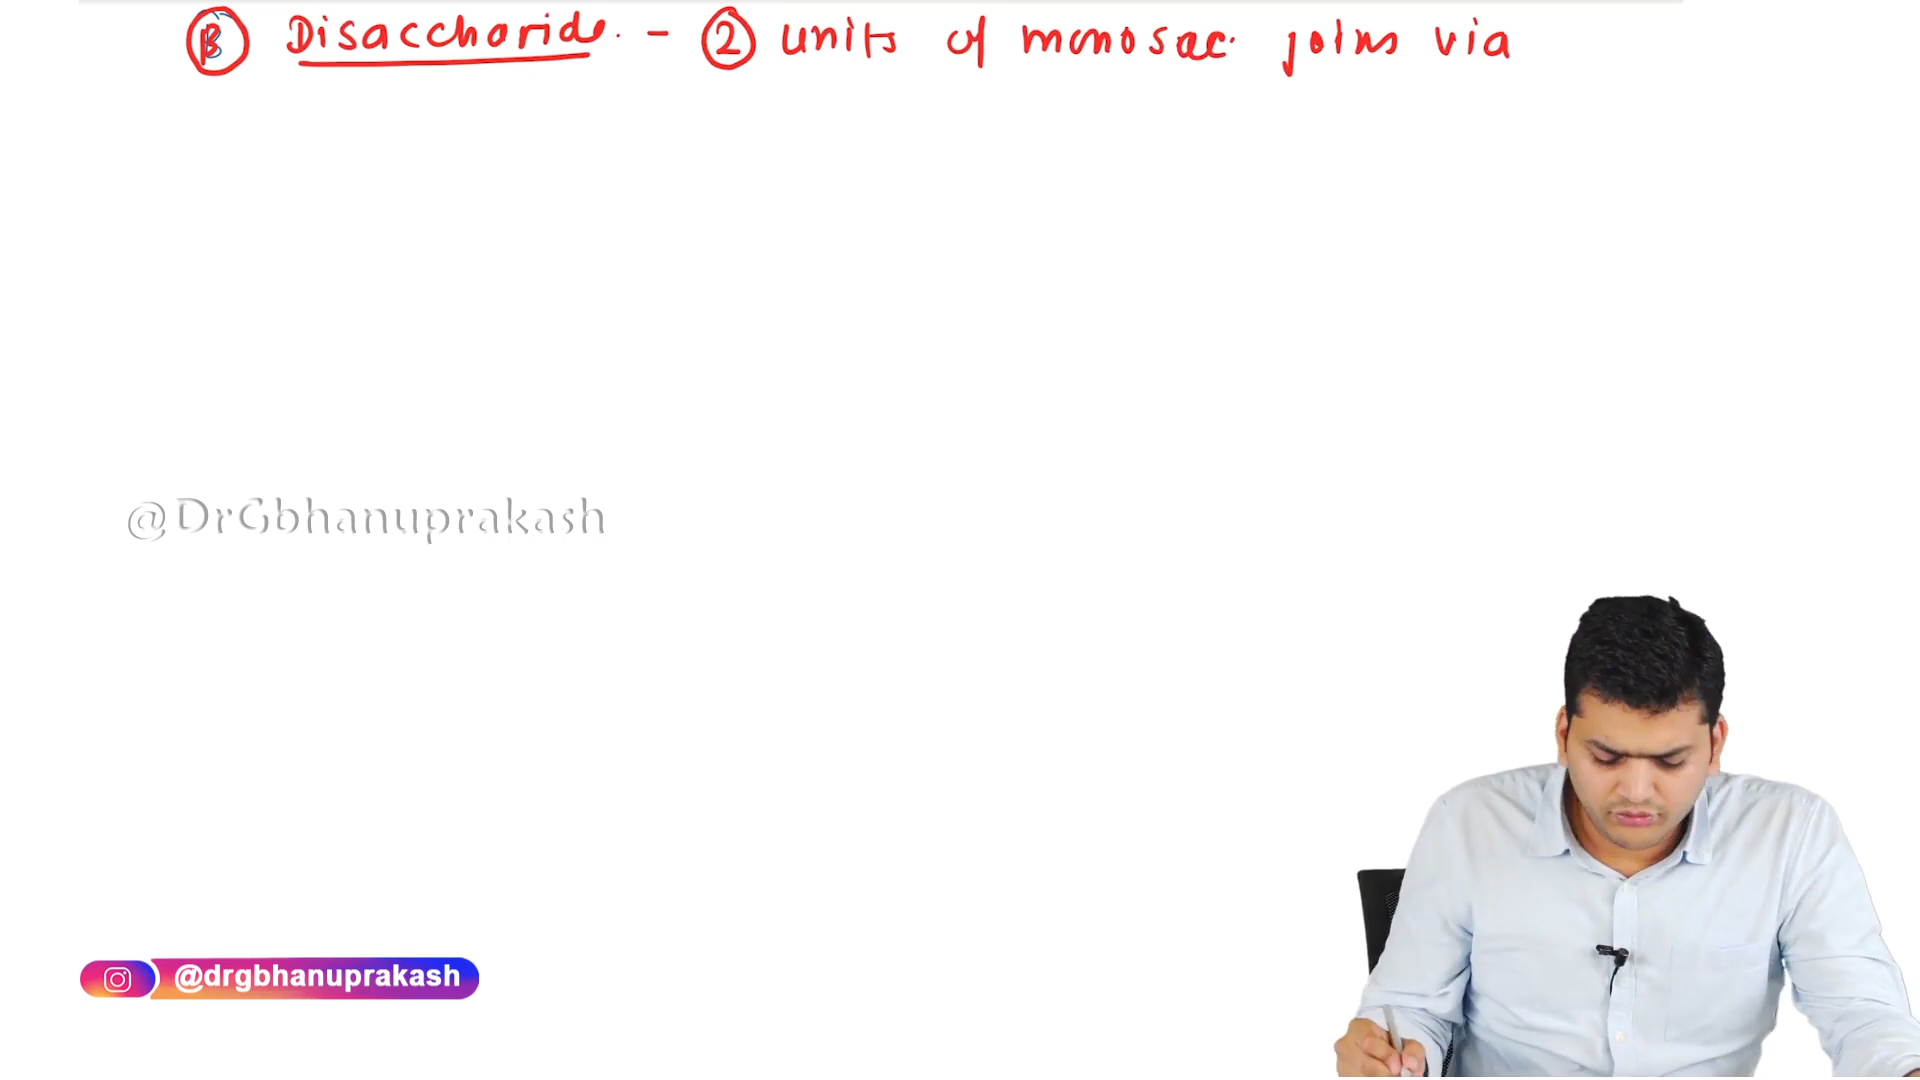 B Disaccharide. - 2 units of monosac. joins via
@DrGbhanuprakash
@drgbhanuprakash